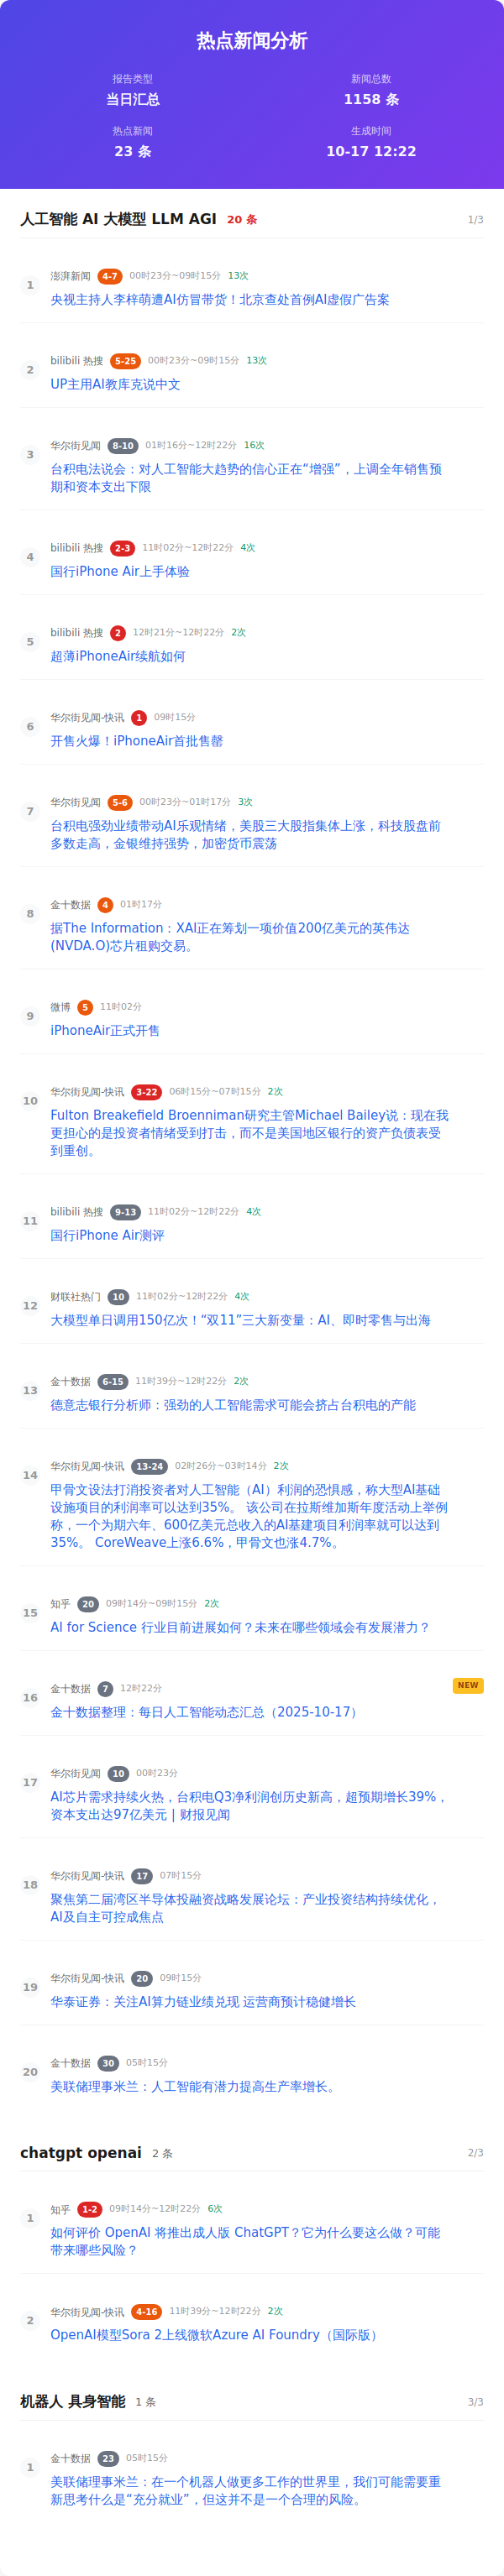 热点新闻分析
报告类型
当日汇总
新闻总数
1158 条
热点新闻
23 条
生成时间
10-17 12:22
人工智能 AI 大模型 LLM AGI 20 条 1/3
1 澎湃新闻 4-7 00时23分~09时15分 13次
央视主持人李梓萌遭AI仿冒带货！北京查处首例AI虚假广告案
2 bilibili 热搜 5-25 00时23分~09时15分 13次
UP主用AI教库克说中文
3 华尔街见闻 8-10 01时16分~12时22分 16次
台积电法说会：对人工智能大趋势的信心正在“增强”，上调全年销售预
期和资本支出下限
4 bilibili 热搜 2-3 11时02分~12时22分 4次
国行iPhone Air上手体验
5 bilibili 热搜 2 12时21分~12时22分 2次
超薄iPhoneAir续航如何
6 华尔街见闻-快讯 1 09时15分
开售火爆！iPhoneAir首批售罄
7 华尔街见闻 5-6 00时23分~01时17分 3次
台积电强劲业绩带动AI乐观情绪，美股三大股指集体上涨，科技股盘前
多数走高，金银维持强势，加密货币震荡
8 金十数据 4 01时17分
据The Information：XAI正在筹划一项价值200亿美元的英伟达
(NVDA.O)芯片租购交易。
9 微博 5 11时02分
iPhoneAir正式开售
10 华尔街见闻-快讯 3-22 06时15分~07时15分 2次
Fulton Breakefield Broenniman研究主管Michael Bailey说：现在我
更担心的是投资者情绪受到打击，而不是美国地区银行的资产负债表受
到重创。
11 bilibili 热搜 9-13 11时02分~12时22分 4次
国行iPhone Air测评
12 财联社热门 10 11时02分~12时22分 4次
大模型单日调用150亿次！“双11”三大新变量：AI、即时零售与出海
13 金十数据 6-15 11时39分~12时22分 2次
德意志银行分析师：强劲的人工智能需求可能会挤占台积电的产能
14 华尔街见闻-快讯 13-24 02时26分~03时14分 2次
甲骨文设法打消投资者对人工智能（AI）利润的恐惧感，称大型AI基础
设施项目的利润率可以达到35%。 该公司在拉斯维加斯年度活动上举例
称，一个为期六年、600亿美元总收入的AI基建项目利润率就可以达到
35%。 CoreWeave上涨6.6%，甲骨文也涨4.7%。
15 知乎 20 09时14分~09时15分 2次
AI for Science 行业目前进展如何？未来在哪些领域会有发展潜力？
16 金十数据 7 12时22分 NEW
金十数据整理：每日人工智能动态汇总（2025-10-17）
17 华尔街见闻 10 00时23分
AI芯片需求持续火热，台积电Q3净利润创历史新高，超预期增长39%，
资本支出达97亿美元 | 财报见闻
18 华尔街见闻-快讯 17 07时15分
聚焦第二届湾区半导体投融资战略发展论坛：产业投资结构持续优化，
AI及自主可控成焦点
19 华尔街见闻-快讯 20 09时15分
华泰证券：关注AI算力链业绩兑现 运营商预计稳健增长
20 金十数据 30 05时15分
美联储理事米兰：人工智能有潜力提高生产率增长。
chatgpt openai 2 条 2/3
1 知乎 1-2 09时14分~12时22分 6次
如何评价 OpenAI 将推出成人版 ChatGPT？它为什么要这么做？可能
带来哪些风险？
2 华尔街见闻-快讯 4-16 11时39分~12时22分 2次
OpenAI模型Sora 2上线微软Azure AI Foundry（国际版）
机器人 具身智能 1 条 3/3
1 金十数据 23 05时15分
美联储理事米兰：在一个机器人做更多工作的世界里，我们可能需要重
新思考什么是“充分就业”，但这并不是一个合理的风险。